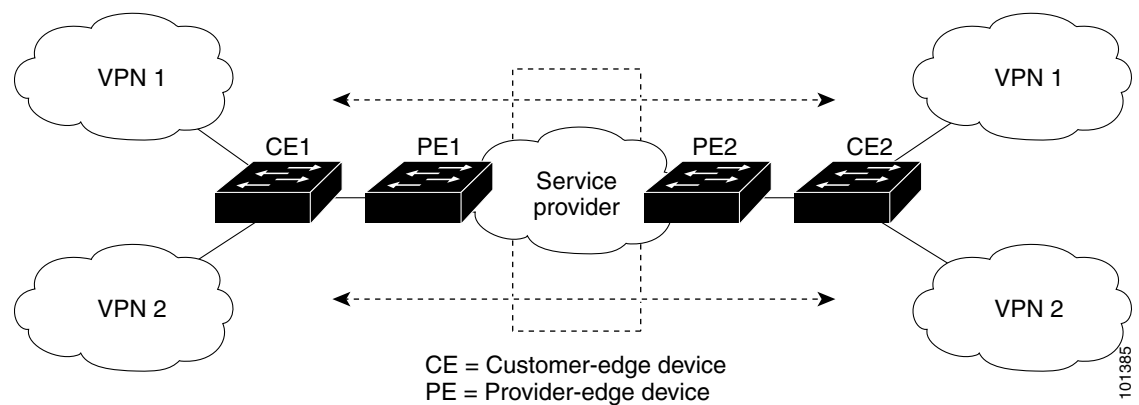 VPN 1
VPN 1
CE1
PE1
PE2
CE2
Service
provider
VPN 2
VPN 2
CE = Customer-edge device
PE = Provider-edge device
101385